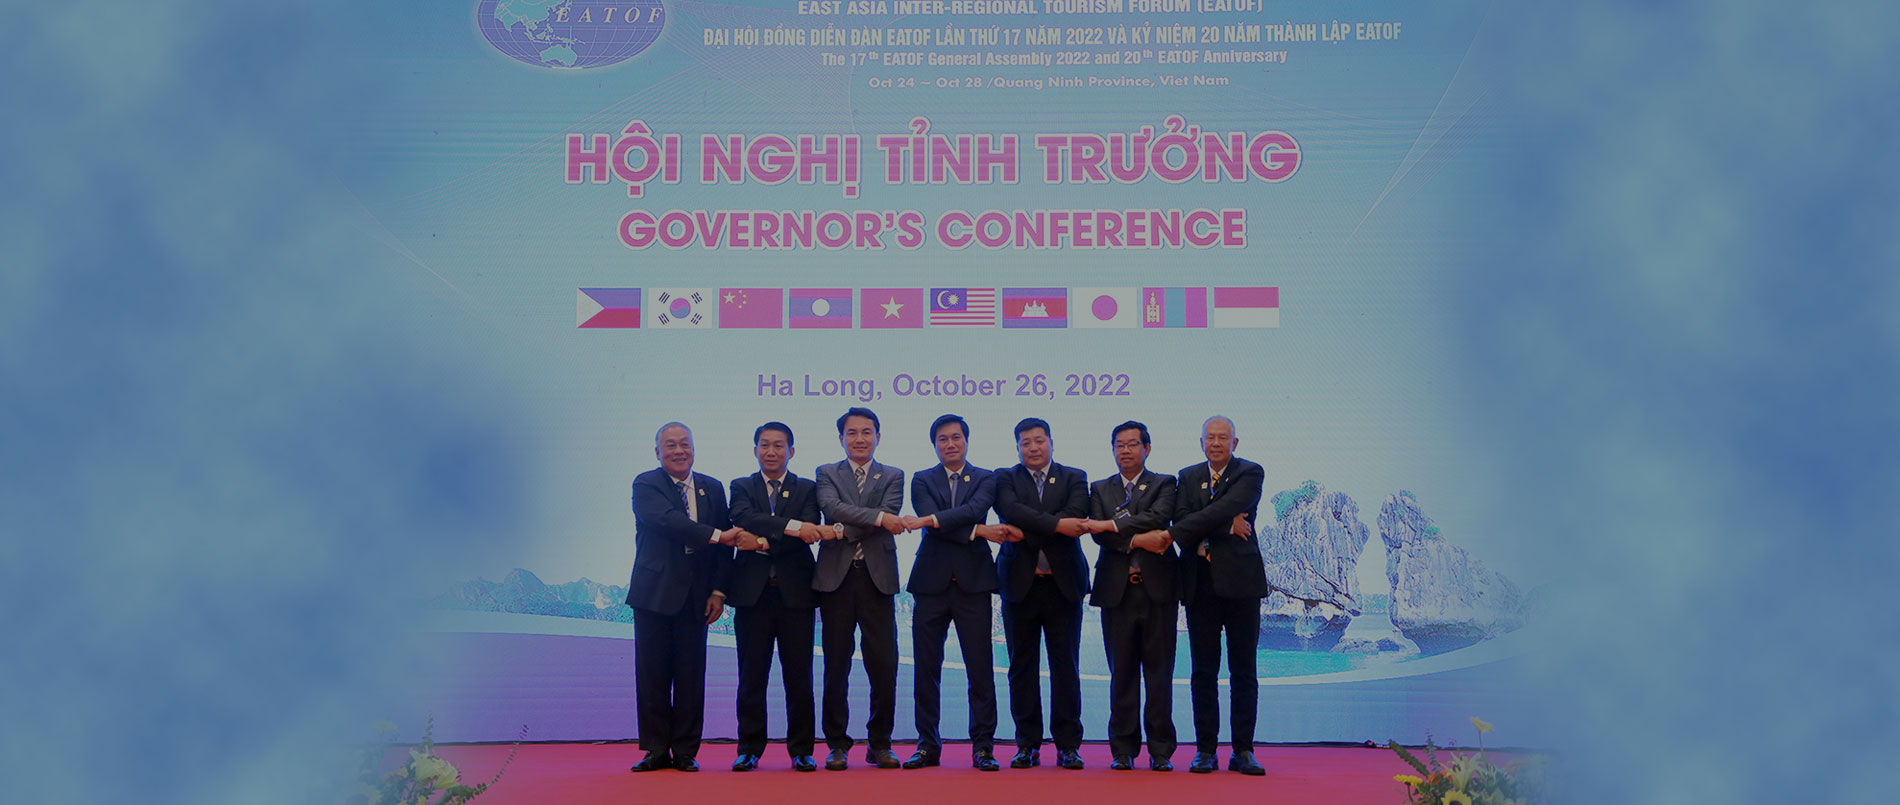 EATOF
EAST ASIA INTER-REGIONAL TOURISM FORUM (EATOF)
ĐẠI HỘI ĐỒNG DIỄN ĐÀN EATOF LẦN THỨ 17 NĂM 2022 VÀ KỶ NIỆM 20 NĂM THÀNH LẬP EATOF
The 17th EATOF General Assembly 2022 and 20th EATOF Anniversary
Oct 24 – Oct 28 /Quang Ninh Province, Viet Nam
HỘI NGHỊ TỈNH TRƯỞNG
GOVERNOR'S CONFERENCE
Ha Long, October 26, 2022